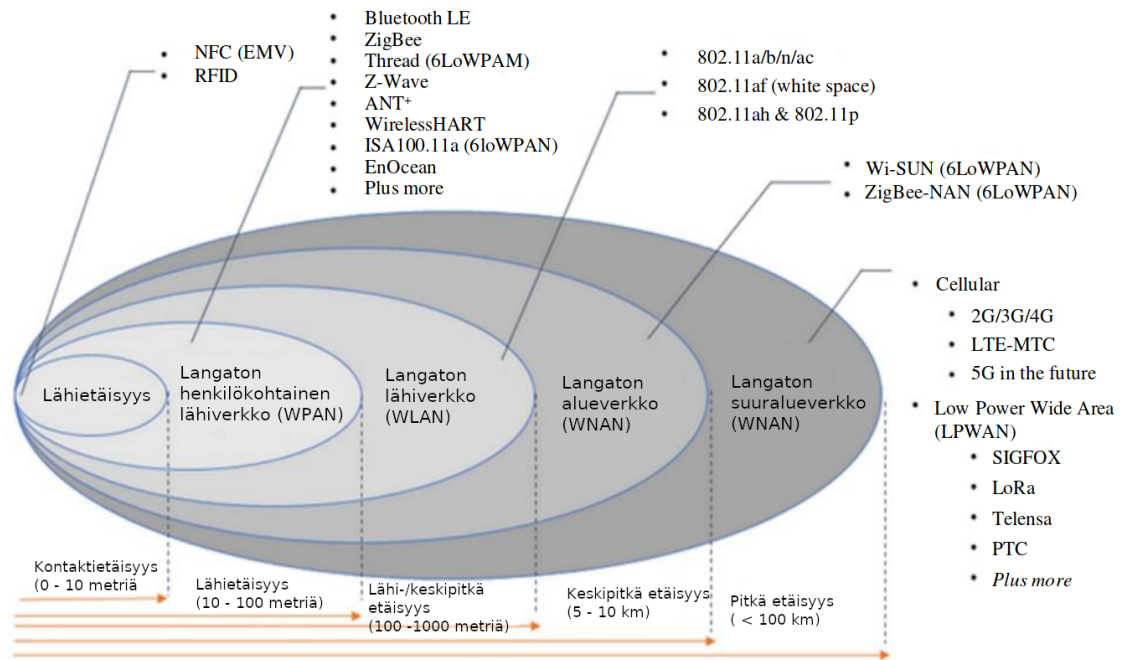 NFC (EMV)
RFID
Bluetooth LE
ZigBee
Thread (6LoWPAM)
Z-Wave
ANT+
WirelessHART
ISA100.11a (6loWPAN)
EnOcean
Plus more
802.11a/b/n/ac
802.11af (white space)
802.11ah & 802.11p
Wi-SUN (6LoWPAN)
ZigBee-NAN (6LoWPAN)
Cellular
2G/3G/4G
LTE-MTC
5G in the future
Low Power Wide Area
(LPWAN)
SIGFOX
LoRa
Telensa
PTC
Plus more
Lähietäisyys
Langaton
henkilökohtainen
lähiverkko (WPAN)
Langaton
lähiverkko
(WLAN)
Langaton
alueverkko
(WNAN)
Langaton
suuralueverkko
(WNAN)
Kontaktietäisyys
(0 - 10 metriä)
Lähietäisyys
(10 - 100 metriä)
Lähi-/keskipitkä
etäisyys
(100 -1000 metriä)
Keskipitkä etäisyys
(5 - 10 km)
Pitkä etäisyys
( < 100 km)